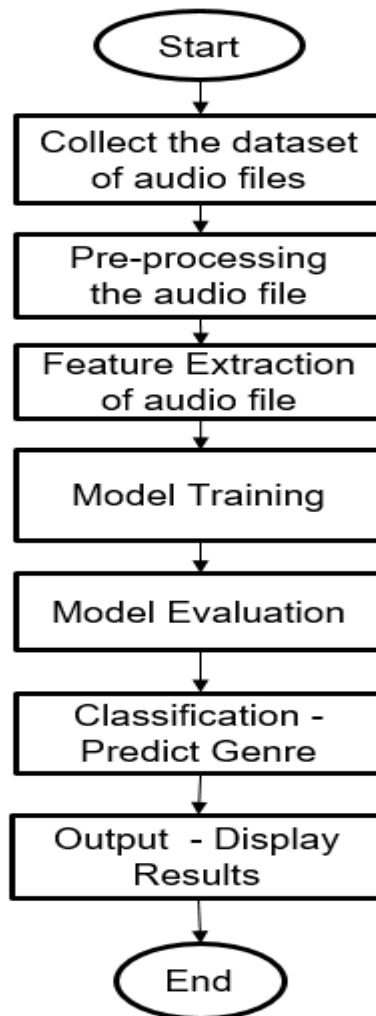 Start
Collect the dataset
of audio files
Pre-processing
the audio file
Feature Extraction
of audio file
Model Training
Model Evaluation
Classification -
Predict Genre
Output - Display
Results
End